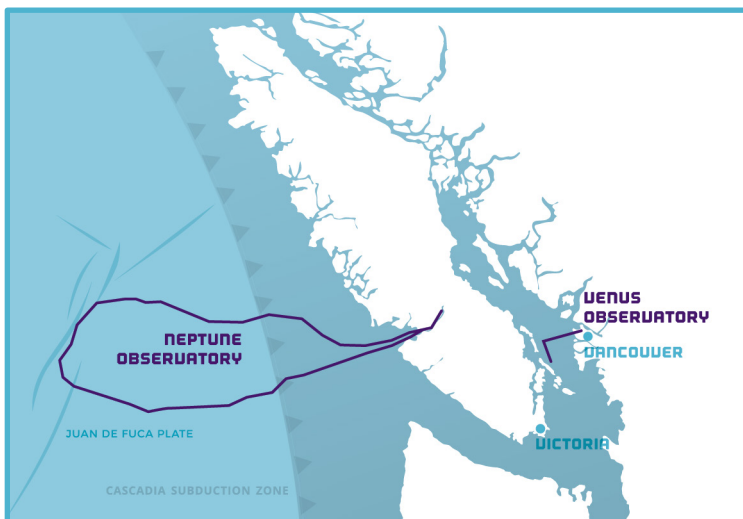 VENUS
OBSERVATORY
NEPTUNE
OBSERVATORY
VANCOUVER
JUAN DE FUCA PLATE
VICTORIA
CASCADIA SUBDUCTION ZONE